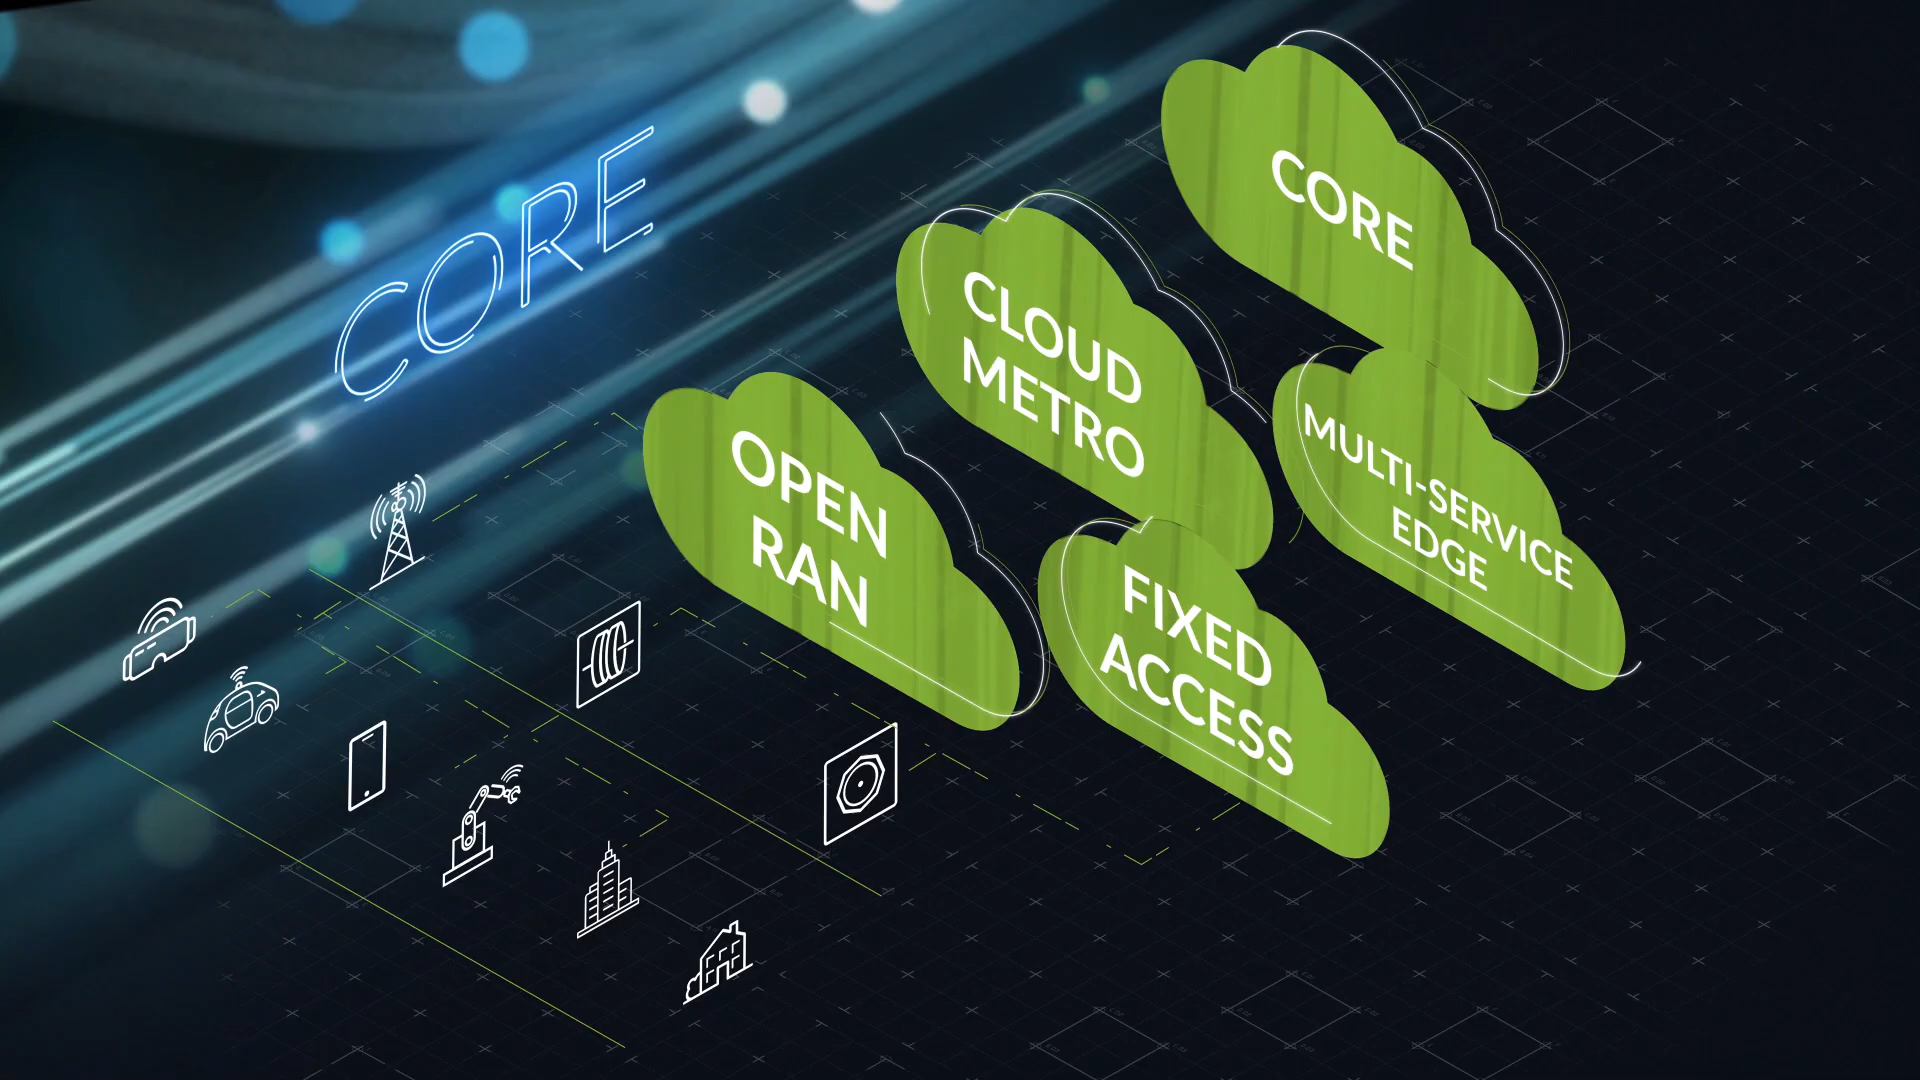 CORE
CORE
CLOUD
METRO
MULTI-SERVICE
EDGE
OPEN
RAN
FIXED
ACCESS